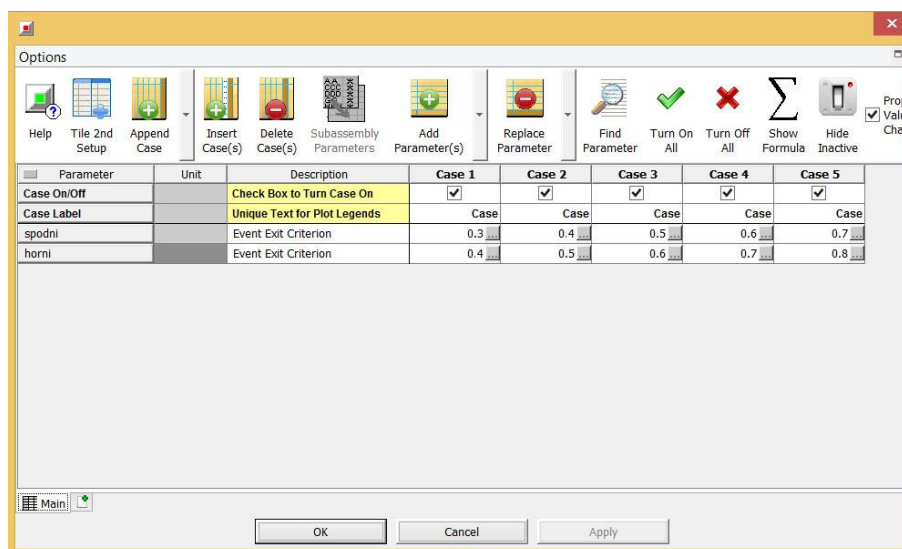 Options
Help
Tile 2nd
Setup
Append
Case
Insert
Case(s)
Delete
Case(s)
Subassembly
Parameters
Add
Parameter(s)
Replace
Parameter
Find
Parameter
Turn On
All
Turn Off
All
Show
Formula
Hide
Inactive
Prop
Valu
Cha
Parameter Unit Description Case 1 Case 2 Case 3 Case 4 Case 5
Case On/Off Check Box to Turn Case On
Case Label Unique Text for Plot Legends Case Case Case Case Case
spodni Event Exit Criterion 0.3 ... 0.4 ... 0.5 ... 0.6 ... 0.7 ...
horni Event Exit Criterion 0.4 ... 0.5 ... 0.6 ... 0.7 ... 0.8 ...
Main
OK Cancel Apply